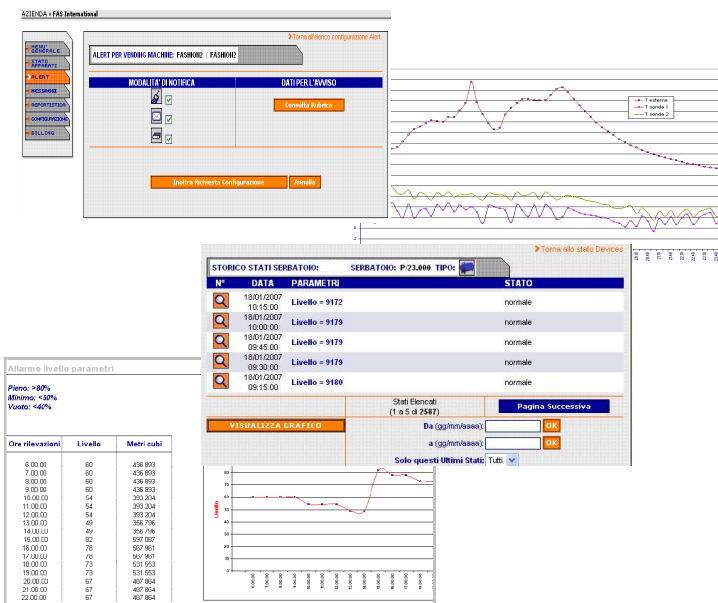 AZIENDA » FAS International
Torna all'elenco configurazione Alert.
MENU' GENERALE
STATO APPARATI
ALERT
MESSAGGI
REPORTISTICA
CONFIGURAZIONE
BILLING
ALERT PER VENDING MACHINE: FASHION2 / FASHION2
MODALITA' DI NOTIFICA DATI PER L'AVVISO
Consulta Rubrica
Inoltra Richiesta Configurazione Annulla
T esterna
T sonda 1
T sonda 2
0
-2
Torna allo stato Devices
STORICO STATI SERBATOIO: SERBATOIO: P/23.000 TIPO:
N° DATA PARAMETRI STATO
18/01/2007 10:15:00 Livello = 9172 normale
18/01/2007 10:00:00 Livello = 9179 normale
18/01/2007 09:45:00 Livello = 9179 normale
18/01/2007 09:30:00 Livello = 9179 normale
18/01/2007 09:15:00 Livello = 9180 normale
Stati Elencati
(1 a 5 di 2587)
Pagina Successiva
VISUALIZZA GRAFICO
Da (gg/mm/aaaa): OK
a (gg/mm/aaaa): OK
Solo questi Ultimi Stati: Tutti
Allarme livello parametri
Pieno: >80%
Minimo: <50%
Vuoto: <40%
Ore rilevazioni Livello Metri cubi
6.00.00 60 436 893
7.00.00 60 436 893
8.00.00 60 436 893
9.00.00 60 436 893
10.00.00 54 393 204
11.00.00 54 393 204
12.00.00 54 393 204
13.00.00 49 356 796
14.00.00 49 356 796
15.00.00 82 597 087
16.00.00 78 567 961
17.00.00 78 567 961
18.00.00 73 531 553
19.00.00 73 531 553
20.00.00 67 487 864
21.00.00 67 487 864
22.00.00 67 487 864
Livello
80
70
60
50
40
30
20
10
0